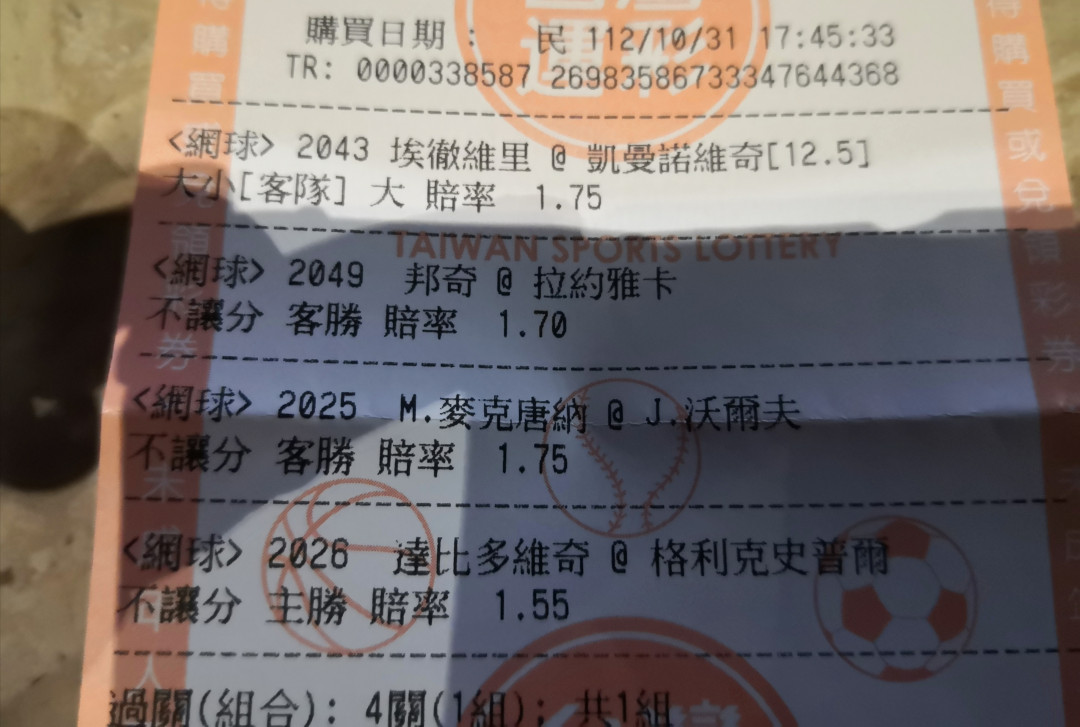 購買日期： 民 112/10/31 17:45:33
TR: 0000338587 269835867333347644368
<網球> 2043 埃徹維里 @ 凱曼諾維奇[12.5]
大小[客隊] 大 賠率 1.75
TAIWAN SPORTS LOTTERY
<網球> 2049 邦奇 @ 拉約雅卡
不讓分 客勝 賠率 1.70
<網球> 2025 M.麥克唐納 @ J.沃爾夫
不讓分 客勝 賠率 1.75
<網球> 2026 達比多維奇 @ 格利克史普爾
不讓分 主勝 賠率 1.55
過關(組合): 4關(1組); 共1組